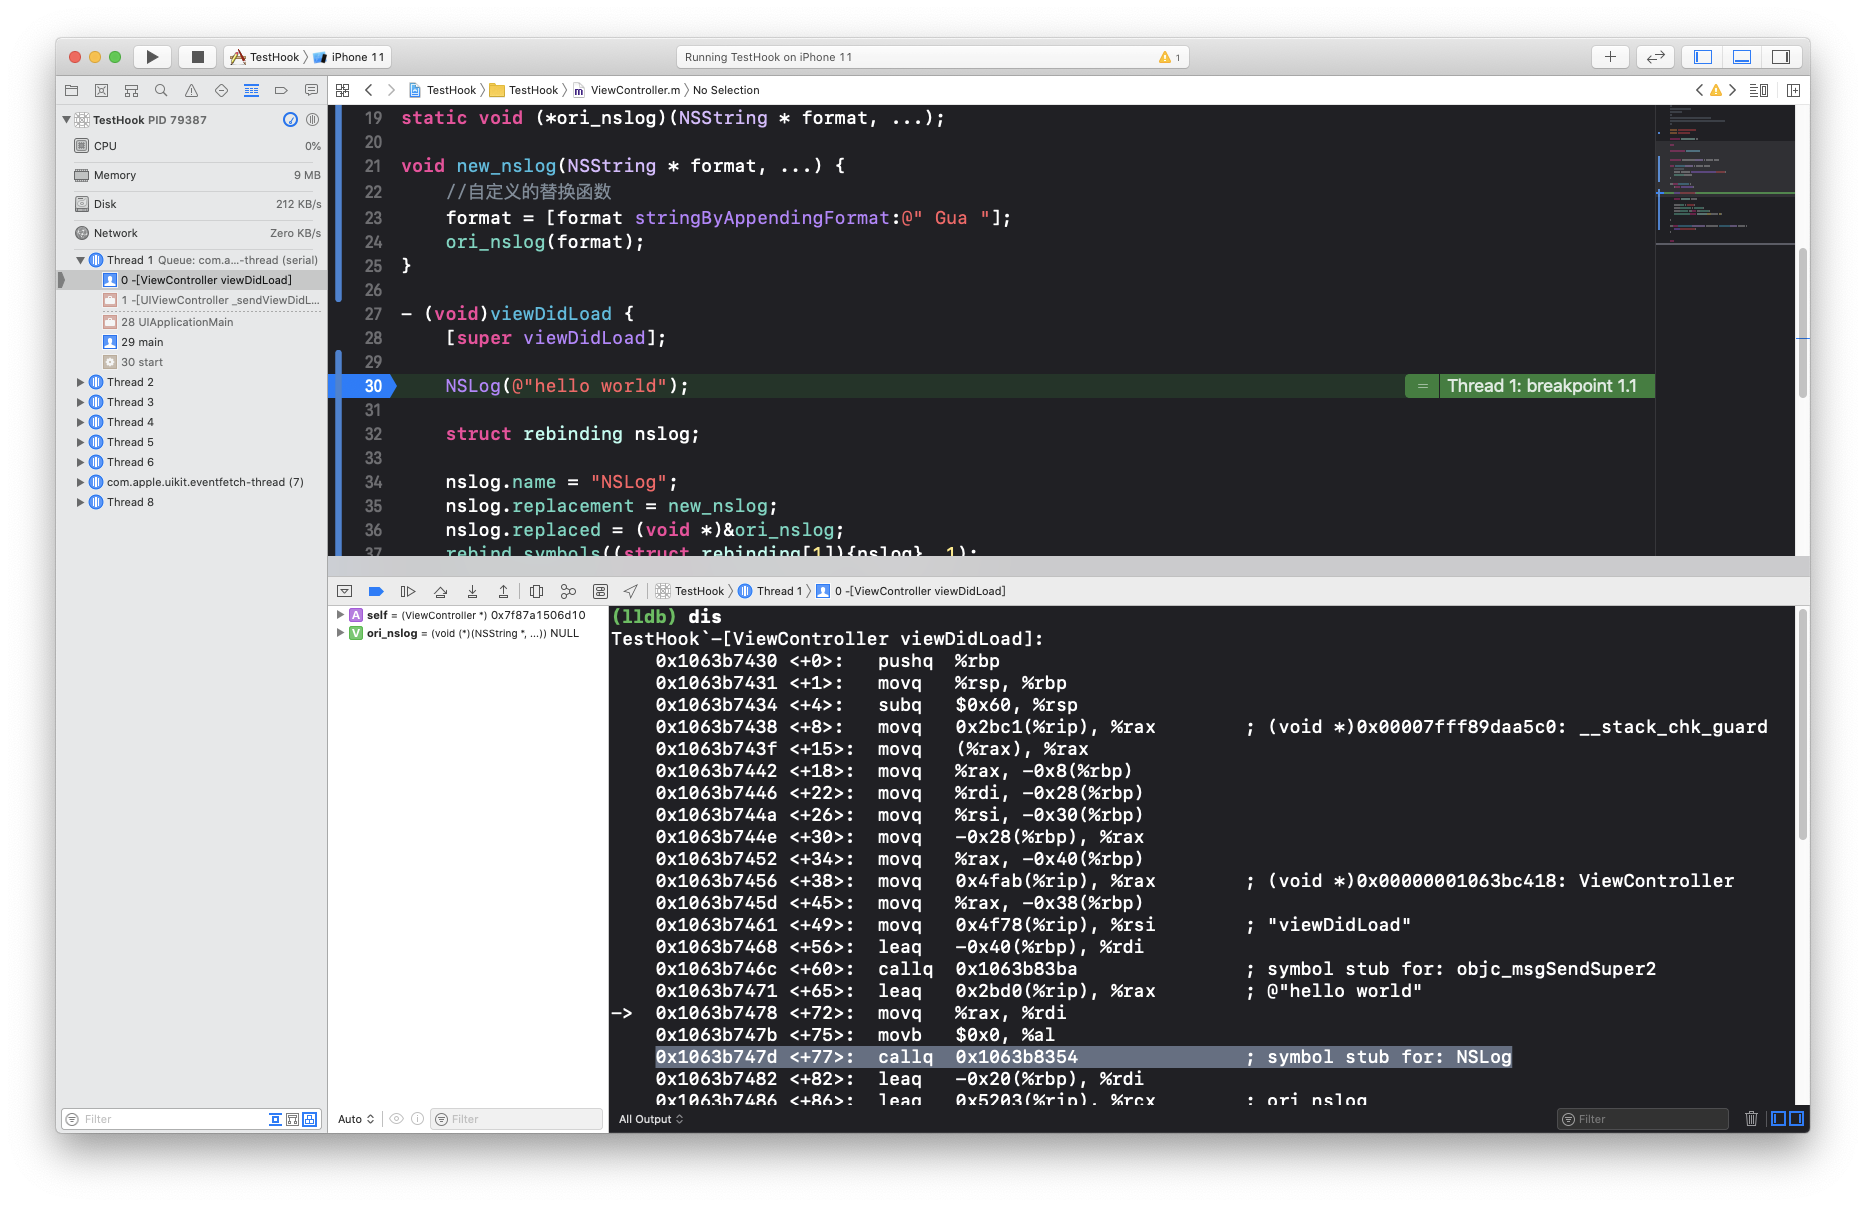 TestHook 〉 iPhone 11
Running TestHook on iPhone 11
1
TestHook 〉 TestHook 〉 ViewController.m 〉 No Selection
TestHook PID 79387
CPU 0%
Memory 9 MB
Disk 212 KB/s
Network Zero KB/s
Thread 1 Queue: com.a...-thread (serial)
0 -[ViewController viewDidLoad]
1 -[UIViewController _sendViewDidL...
28 UIApplicationMain
29 main
30 start
Thread 2
Thread 3
Thread 4
Thread 5
Thread 6
com.apple.uikit.eventfetch-thread (7)
Thread 8
Filter
19 static void (*ori_nslog)(NSString * format, ...);
20
21 void new_nslog(NSString * format, ...) {
22 //自定义的替换函数
23 format = [format stringByAppendingFormat:@" Gua "];
24 ori_nslog(format);
25 }
26
27 - (void)viewDidLoad {
28 [super viewDidLoad];
29
30 NSLog(@"hello world"); = Thread 1: breakpoint 1.1
31
32 struct rebinding nslog;
33
34 nslog.name = "NSLog";
35 nslog.replacement = new_nslog;
36 nslog.replaced = (void *)&ori_nslog;
37 rebind_symbols((struct rebinding[1]){nslog}, 1);
TestHook 〉 Thread 1 〉 0 -[ViewController viewDidLoad]
A self = (ViewController *) 0x7f87a1506d10
V ori_nslog = (void (*)(NSString *, ...)) NULL
Auto
Filter
(lldb) dis
TestHook`-[ViewController viewDidLoad]:
0x1063b7430 <+0>: pushq %rbp
0x1063b7431 <+1>: movq %rsp, %rbp
0x1063b7434 <+4>: subq $0x60, %rsp
0x1063b7438 <+8>: movq 0x2bc1(%rip), %rax ; (void *)0x00007fff89daa5c0: __stack_chk_guard
0x1063b743f <+15>: movq (%rax), %rax
0x1063b7442 <+18>: movq %rax, -0x8(%rbp)
0x1063b7446 <+22>: movq %rdi, -0x28(%rbp)
0x1063b744a <+26>: movq %rsi, -0x30(%rbp)
0x1063b744e <+30>: movq -0x28(%rbp), %rax
0x1063b7452 <+34>: movq %rax, -0x40(%rbp)
0x1063b7456 <+38>: movq 0x4fab(%rip), %rax ; (void *)0x00000001063bc418: ViewController
0x1063b745d <+45>: movq %rax, -0x38(%rbp)
0x1063b7461 <+49>: movq 0x4f78(%rip), %rsi ; "viewDidLoad"
0x1063b7468 <+56>: leaq -0x40(%rbp), %rdi
0x1063b746c <+60>: callq 0x1063b83ba ; symbol stub for: objc_msgSendSuper2
0x1063b7471 <+65>: leaq 0x2bd0(%rip), %rax ; @"hello world"
-> 0x1063b7478 <+72>: movq %rax, %rdi
0x1063b747b <+75>: movb $0x0, %al
0x1063b747d <+77>: callq 0x1063b8354 ; symbol stub for: NSLog
0x1063b7482 <+82>: leaq -0x20(%rbp), %rdi
0x1063b7486 <+86>: leaq 0x5203(%rip), %rcx ; ori_nslog
All Output
Filter